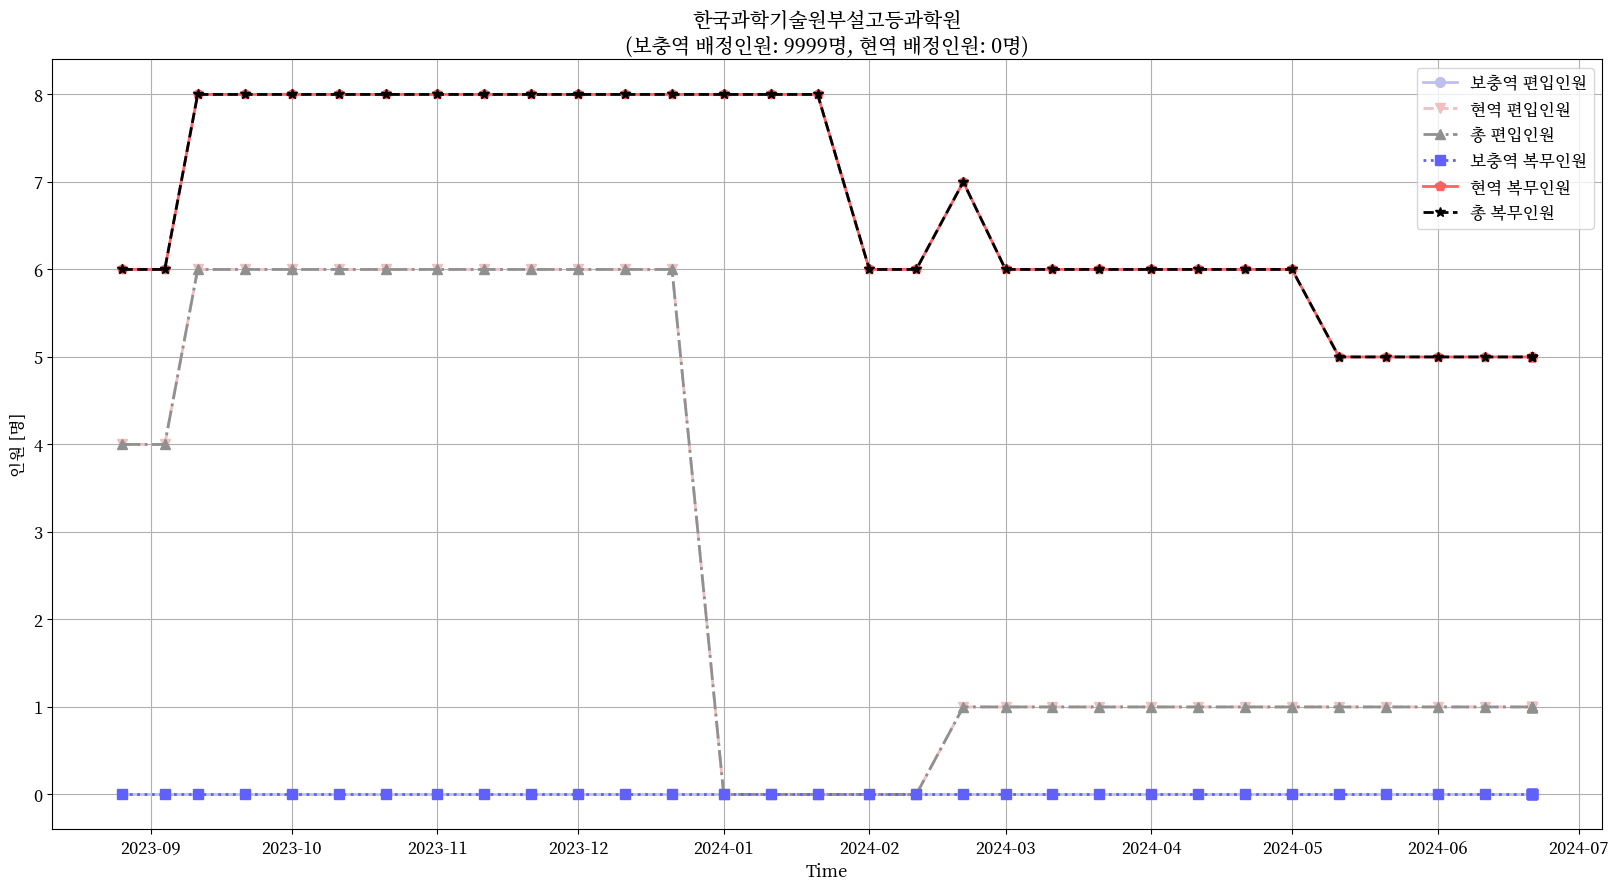 한국과학기술원부설고등과학원
(보충역 배정인원: 9999명, 현역 배정인원: 0명)
보충역 편입인원
현역 편입인원
총 편입인원
보충역 복무인원
현역 복무인원
총 복무인원
인원 [명]
8
7
6
5
4
3
2
1
0
2023-09
2023-10
2023-11
2023-12
2024-01
2024-02
2024-03
2024-04
2024-05
2024-06
2024-07
Time